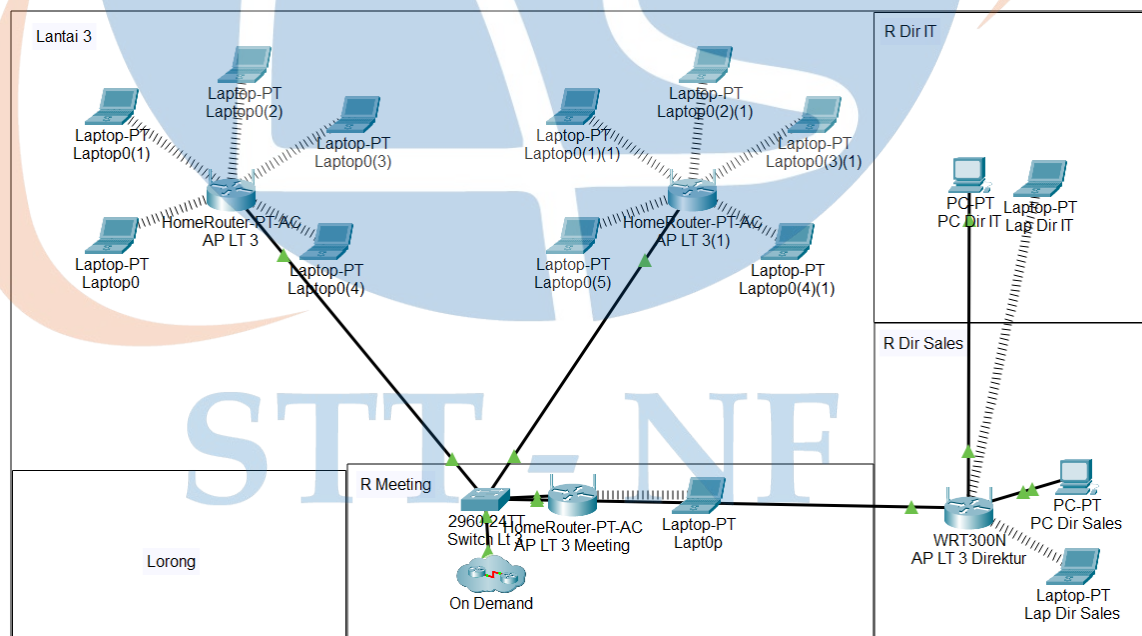 Lantai 3
R Dir IT
Laptop-PT
Laptop0(2)
Laptop-PT
Laptop0(2)(1)
Laptop-PT
Laptop0(1)
Laptop-PT
Laptop0(3)
Laptop-PT
Laptop0(1)(1)
Laptop-PT
Laptop0(3)(1)
PC-PT
PC Dir IT
Laptop-PT
Lap Dir IT
HomeRouter-PT-AC
AP LT 3
HomeRouter-PT-AC
AP LT 3(1)
Laptop-PT
Laptop0
Laptop-PT
Laptop0(4)
Laptop-PT
Laptop0(5)
Laptop-PT
Laptop0(4)(1)
R Dir Sales
STT - NF
R Meeting
2960-24TT
Switch Lt 3
HomeRouter-PT-AC
AP LT 3 Meeting
Laptop-PT
Lapt0p
PC-PT
PC Dir Sales
WRT300N
AP LT 3 Direktur
Lorong
On Demand
Laptop-PT
Lap Dir Sales